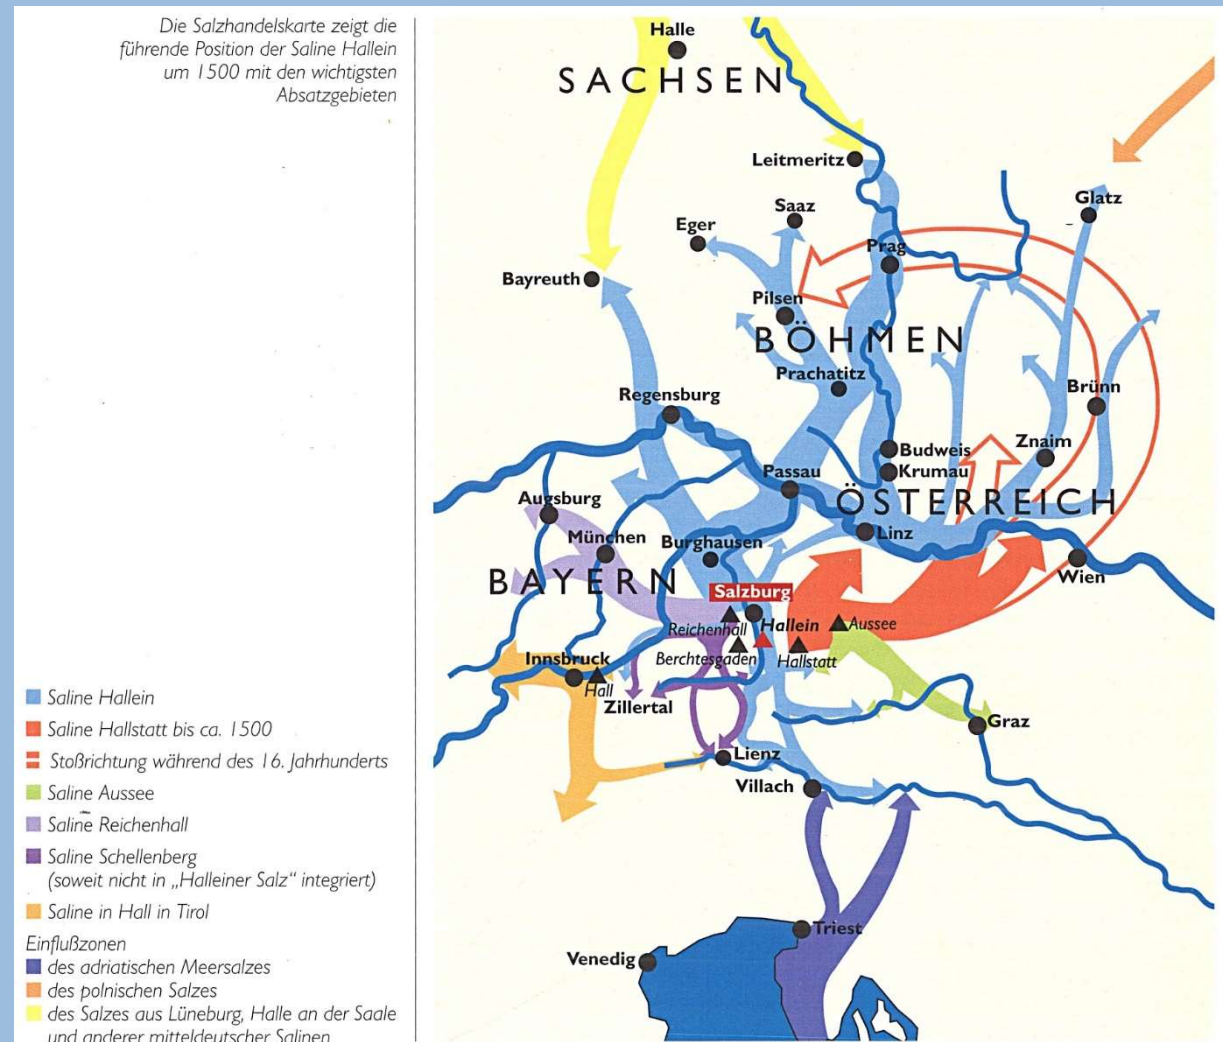 Die Salzhandelskarte zeigt die
führende Position der Saline Hallein
um 1500 mit den wichtigsten
Absatzgebieten
Halle
SACHSEN
Leitmeritz
Glatz
Saaz
Eger
Prag
Bayreuth
Pilsen
BÖHMEN
Prachatitz
Brünn
Regensburg
Znaim
Budweis
Krumau
Passau
ÖSTERREICH
Augsburg
Linz
München
Burghausen
Wien
BAYERN
Salzburg
Reichenhall
Hallein
Aussee
Berchtesgaden
Hallstatt
Innsbruck
Hall
Zillertal
Graz
Lienz
Villach
Triest
Venedig
Saline Hallein
Saline Hallstatt bis ca. 1500
Stoßrichtung während des 16. Jahrhunderts
Saline Aussee
Saline Reichenhall
Saline Schellenberg
(soweit nicht in „Halleiner Salz“ integriert)
Saline in Hall in Tirol
Einflußzonen
des adriatischen Meersalzes
des polnischen Salzes
des Salzes aus Lüneburg, Halle an der Saale
und anderer mitteldeutscher Salinen